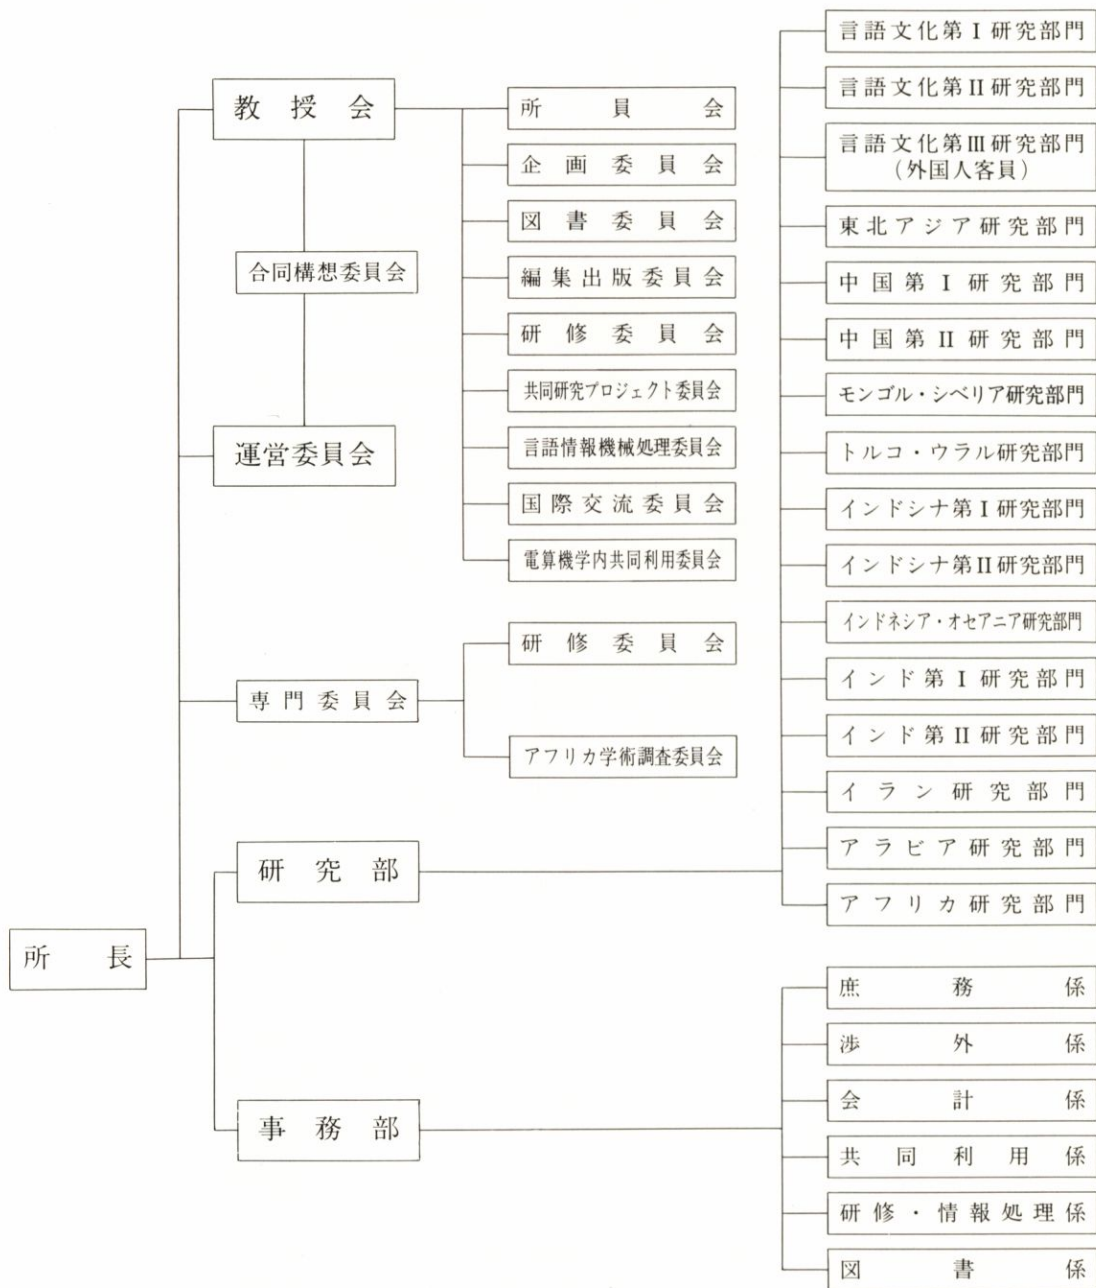 教授会
所員会
企画委員会
図書委員会
編集出版委員会
研修委員会
共同研究プロジェクト委員会
言語情報機械処理委員会
国際交流委員会
電算機学内共同利用委員会
合同構想委員会
運営委員会
専門委員会
研修委員会
アフリカ学術調査委員会
所長
研究部
言語文化第Ⅰ研究部門
言語文化第Ⅱ研究部門
言語文化第Ⅲ研究部門
(外国人客員)
東北アジア研究部門
中国第Ⅰ研究部門
中国第Ⅱ研究部門
モンゴル・シベリア研究部門
トルコ・ウラル研究部門
インドシナ第Ⅰ研究部門
インドシナ第Ⅱ研究部門
インドネシア・オセアニア研究部門
インド第Ⅰ研究部門
インド第Ⅱ研究部門
イラン研究部門
アラビア研究部門
アフリカ研究部門
事務部
庶務係
渉外係
会計係
共同利用係
研修・情報処理係
図書係